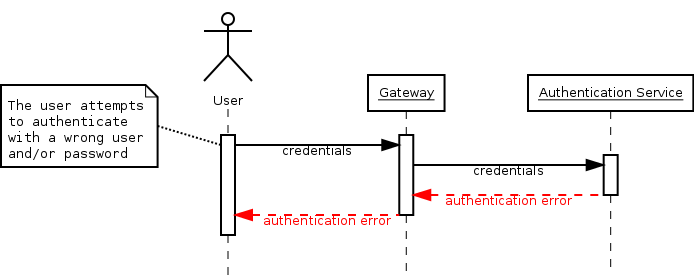 Gateway
Authentication Service
User
The user attempts
to authenticate
with a wrong user
and/or password
credentials
credentials
authentication error
authentication error